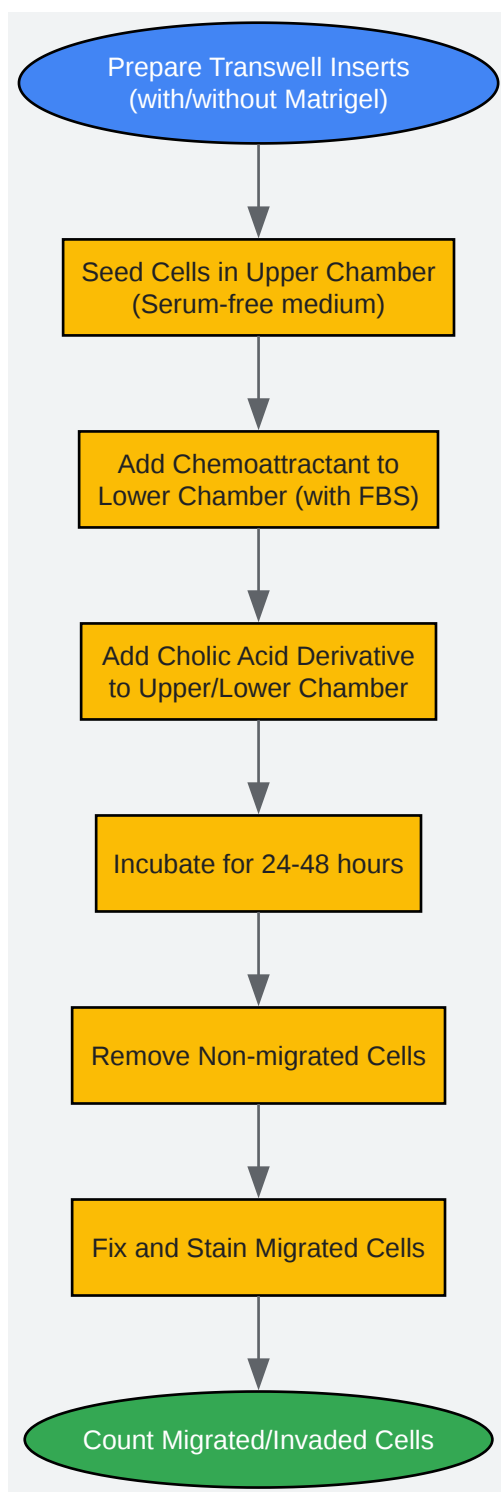 Prepare Transwell Inserts
(with/without Matrigel)
Seed Cells in Upper Chamber
(Serum-free medium)
Add Chemoattractant to
Lower Chamber (with FBS)
Add Cholic Acid Derivative
to Upper/Lower Chamber
Incubate for 24-48 hours
Remove Non-migrated Cells
Fix and Stain Migrated Cells
Count Migrated/Invaded Cells